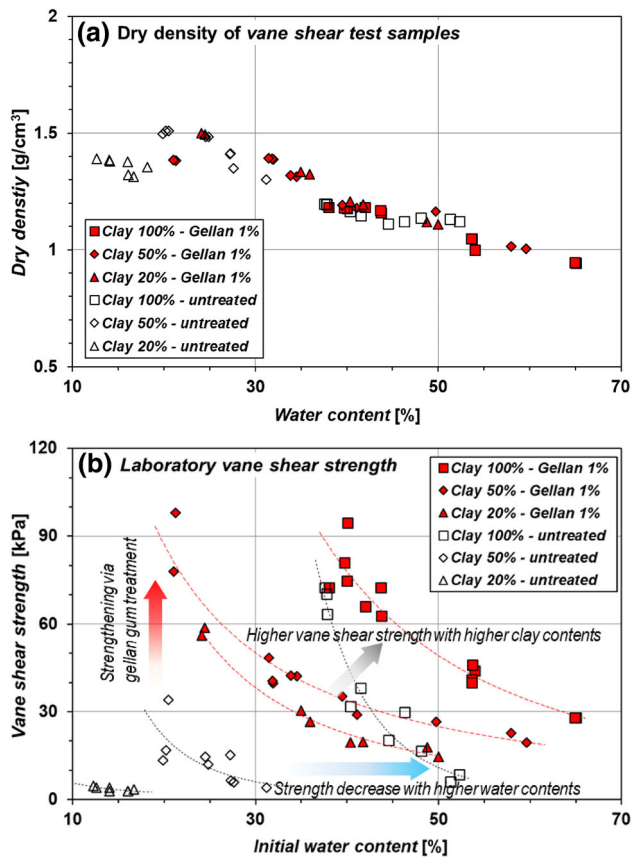 (a) Dry density of vane shear test samples
2
1.5
1
0.5
Dry denstiy [g/cm³]
Clay 100% - Gellan 1%
Clay 50% - Gellan 1%
Clay 20% - Gellan 1%
Clay 100% - untreated
Clay 50% - untreated
Clay 20% - untreated
10 30 50 70
Water content [%]
(b) Laboratory vane shear strength
120
90
60
30
0
Vane shear strength [kPa]
Clay 100% - Gellan 1%
Clay 50% - Gellan 1%
Clay 20% - Gellan 1%
Clay 100% - untreated
Clay 50% - untreated
Clay 20% - untreated
Strengthening via
gellan gum treatment
Higher vane shear strength with higher clay contents
Strength decrease with higher water contents
10 30 50 70
Initial water content [%]